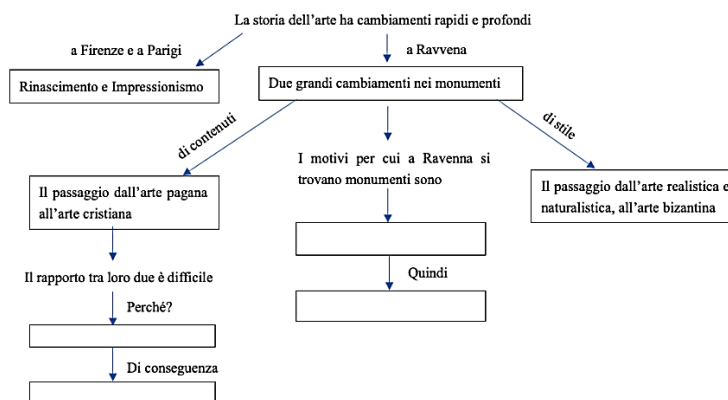 La storia dell'arte ha cambiamenti rapidi e profondi
a Firenze e a Parigi
a Ravvena
Rinascimento e Impressionismo
Due grandi cambiamenti nei monumenti
di contenuti
di stile
I motivi per cui a Ravenna si
trovano monumenti sono
Il passaggio dall'arte pagana
all'arte cristiana
Il passaggio dall'arte realistica e
naturalistica, all'arte bizantina
Il rapporto tra loro due è difficile
Quindi
Perché?
Di conseguenza